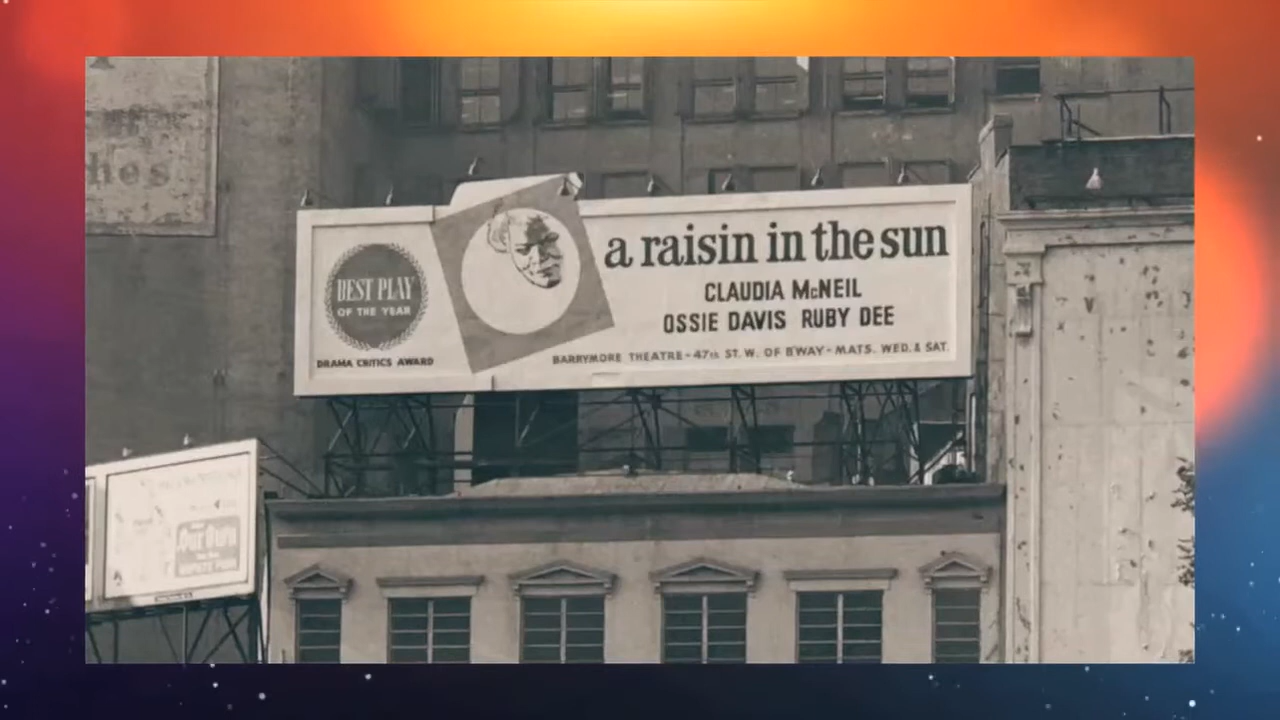 hes
BEST PLAY
OF THE YEAR
DRAMA CRITICS AWARD
a raisin in the sun
CLAUDIA McNEIL
OSSIE DAVIS RUBY DEE
BARRYMORE THEATRE - 47th ST. W. OF B'WAY - MATS. WED. & SAT.